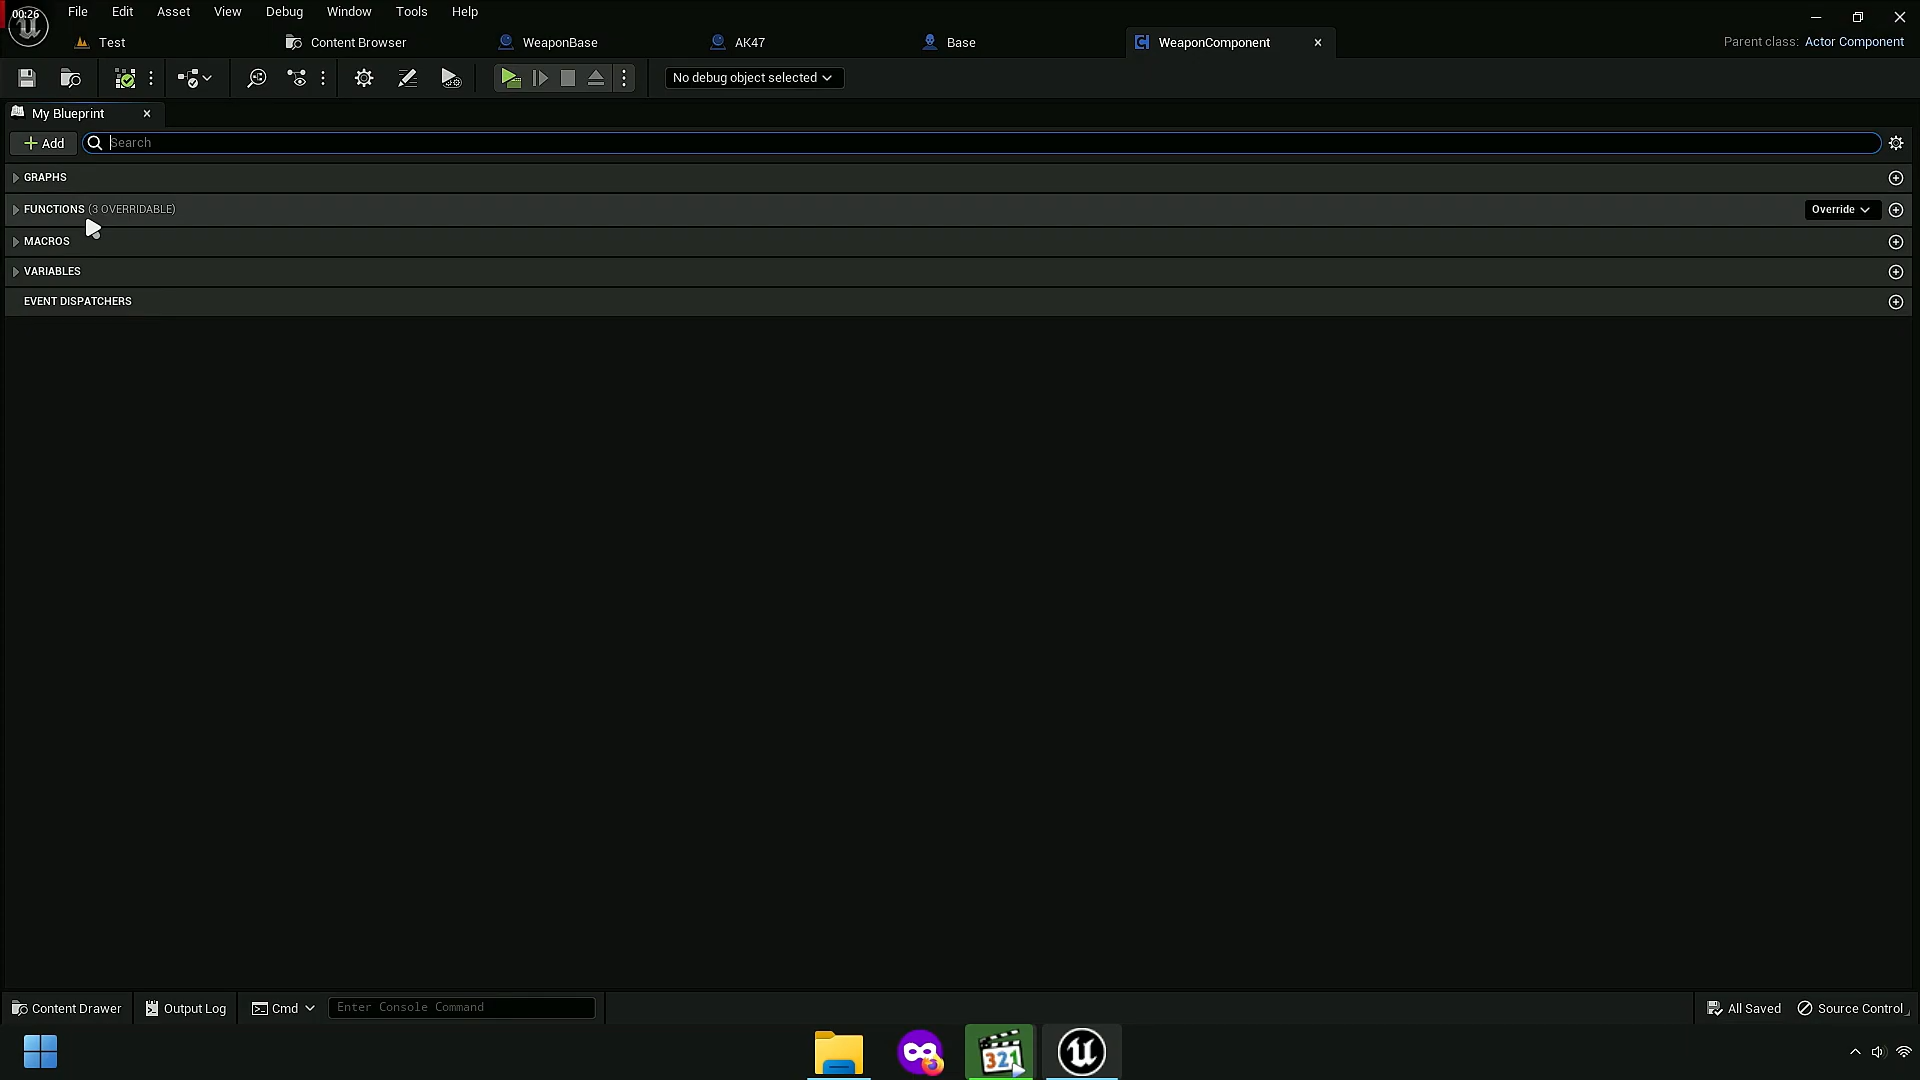 00:26
File Edit Asset View Debug Window Tools Help
Test Content Browser WeaponBase AK47 Base WeaponComponent
Parent class: Actor Component
No debug object selected
My Blueprint
Add Search
GRAPHS
FUNCTIONS (3 OVERRIDABLE) Override
MACROS
VARIABLES
EVENT DISPATCHERS
Content Drawer Output Log Cmd Enter Console Command All Saved Source Control
321